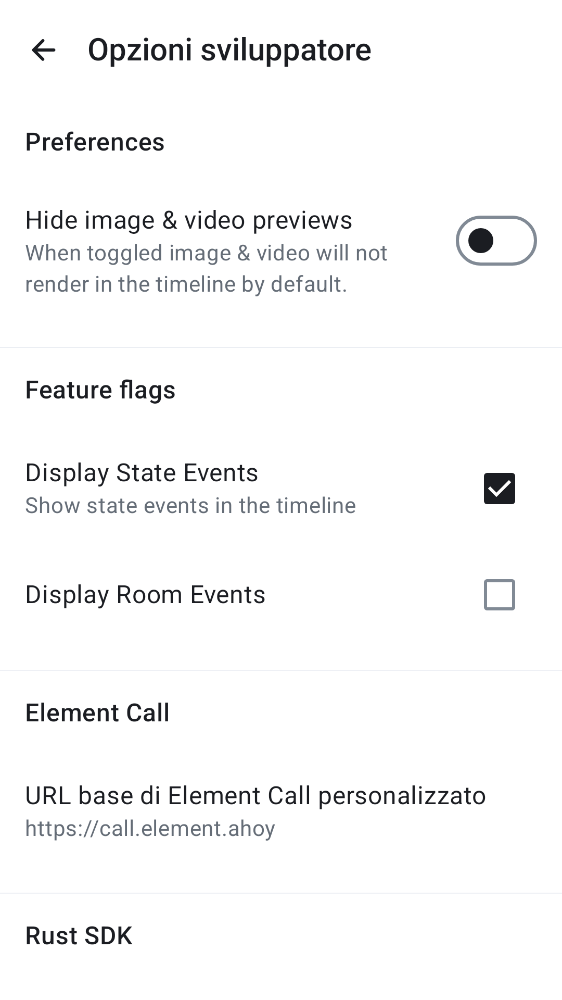 Opzioni sviluppatore
Preferences
Hide image & video previews
When toggled image & video will not
render in the timeline by default.
Feature flags
Display State Events
Show state events in the timeline
Display Room Events
Element Call
URL base di Element Call personalizzato
https://call.element.ahoy
Rust SDK